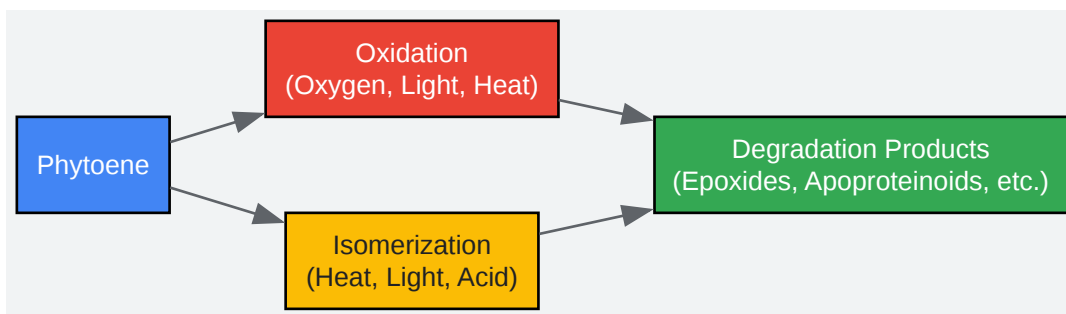 Phytoene
Oxidation
(Oxygen, Light, Heat)
Isomerization
(Heat, Light, Acid)
Degradation Products
(Epoxides, Apoproteinoids, etc.)